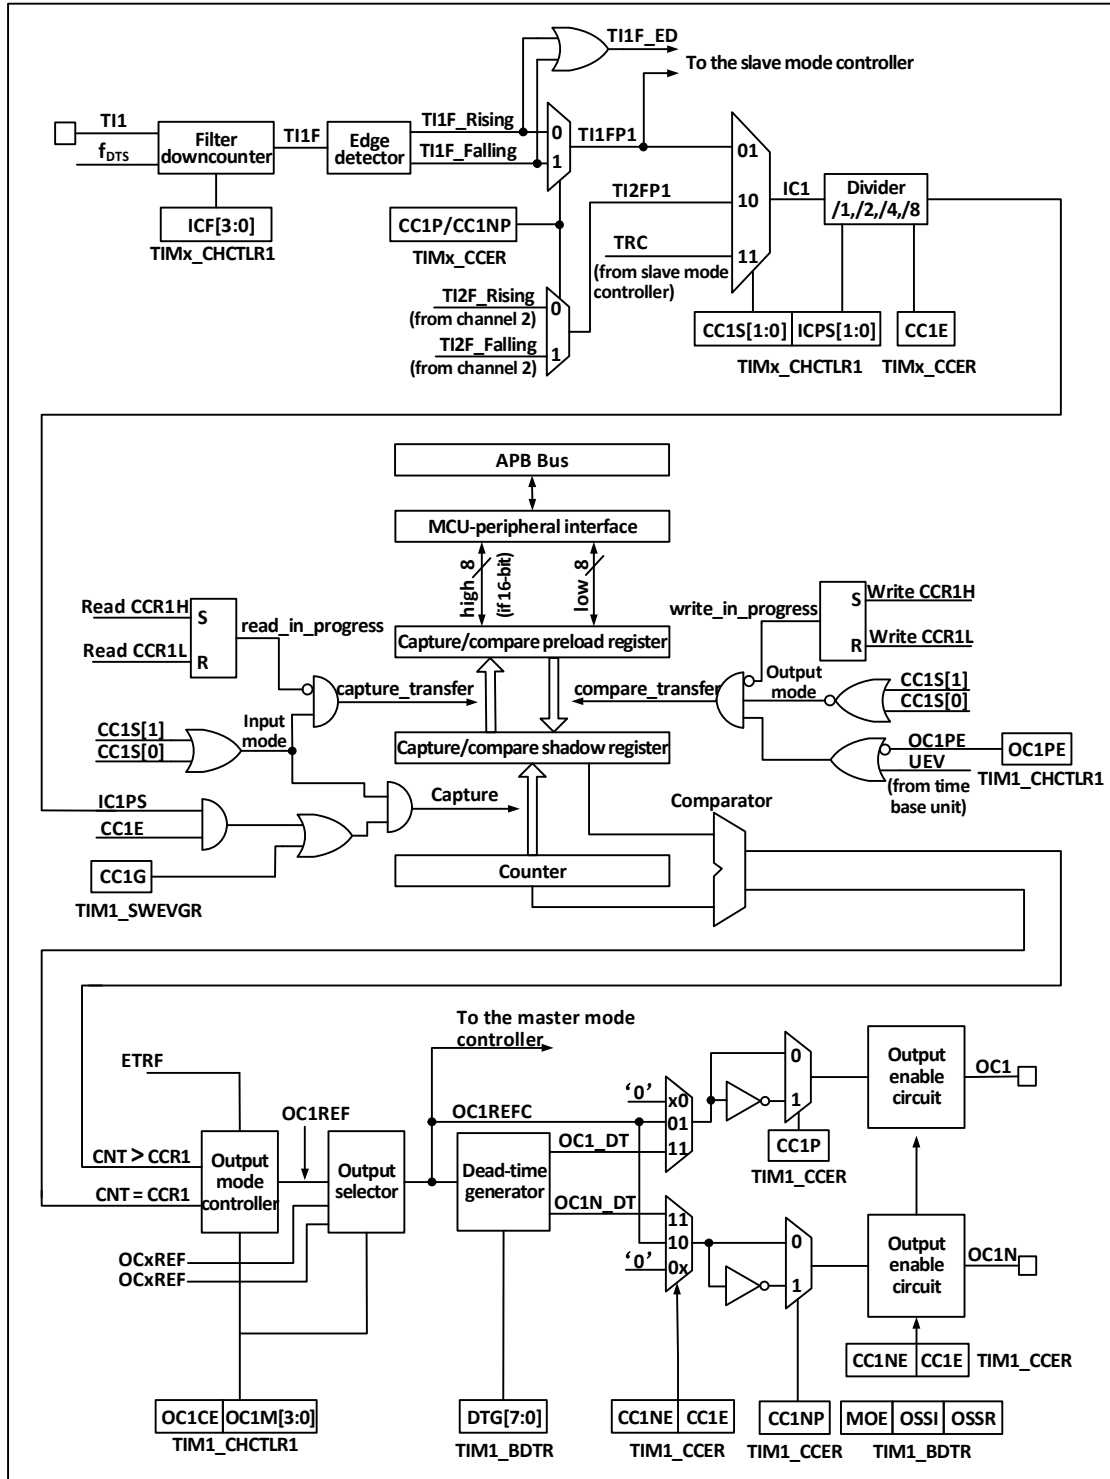 TI1F_ED
To the slave mode controller
TI1
f_DTS
Filter
downcounter
TI1F
Edge
detector
TI1F_Rising
TI1F_Falling
0
1
TI1FP1
01
10
11
IC1
Divider
/1,/2,/4,/8
TI2FP1
TRC
(from slave mode
controller)
ICF[3:0]
TIMx_CHCTLR1
CC1P/CC1NP
TIMx_CCER
TI2F_Rising
(from channel 2)
TI2F_Falling
(from channel 2)
0
1
CC1S[1:0] ICPS[1:0]
TIMx_CHCTLR1
CC1E
TIMx_CCER
APB Bus
MCU-peripheral interface
high 8
(if 16-bit)
low 8
Read CCR1H
Read CCR1L
S
R
read_in_progress
Capture/compare preload register
write_in_progress
S
R
Write CCR1H
Write CCR1L
capture_transfer
compare_transfer
Output
mode
CC1S[1]
CC1S[0]
CC1S[1]
CC1S[0]
Input
mode
Capture/compare shadow register
OC1PE
UEV
(from time
base unit)
OC1PE
TIM1_CHCTLR1
IC1PS
CC1E
Capture
Comparator
CC1G
TIM1_SWEVGR
Counter
To the master mode
controller
ETRF
OC1REF
OC1REFC
CNT > CCR1
CNT = CCR1
Output
mode
controller
Output
selector
Dead-time
generator
OC1_DT
OC1N_DT
OCxREF
OCxREF
‘0’
x0
01
11
11
10
0x
‘0’
0
1
CC1P
TIM1_CCER
0
1
Output
enable
circuit
OC1
Output
enable
circuit
OC1N
CC1NE CC1E TIM1_CCER
OC1CE OC1M[3:0]
TIM1_CHCTLR1
DTG[7:0]
TIM1_BDTR
CC1NE CC1E
TIM1_CCER
CC1NP
TIM1_CCER
MOE OSSI OSSR
TIM1_BDTR